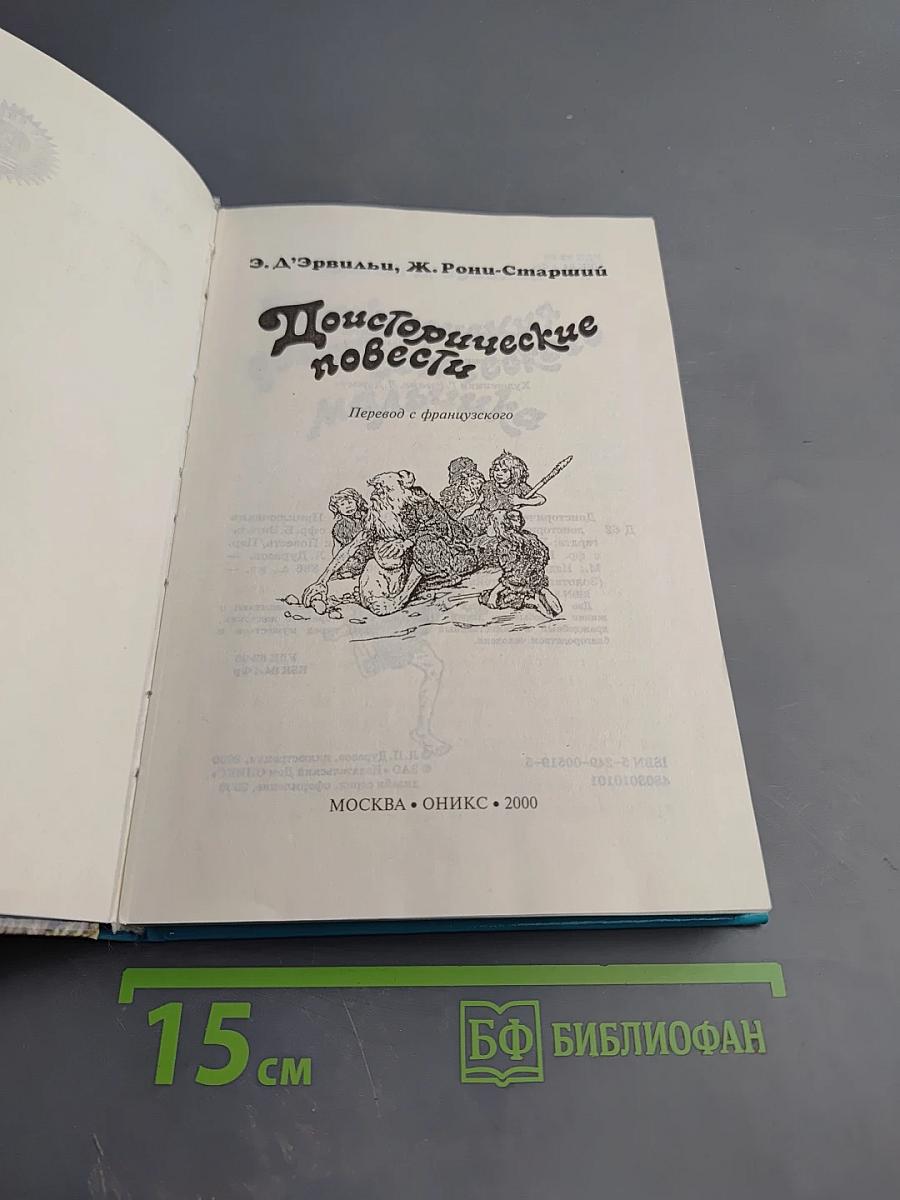 Э. Д'Эрвильи, Ж. Рони-Старший
Доисторические
повести
Перевод с французского
МОСКВА • ОНИКС • 2000
15 см
БФ БИБЛИОФАН